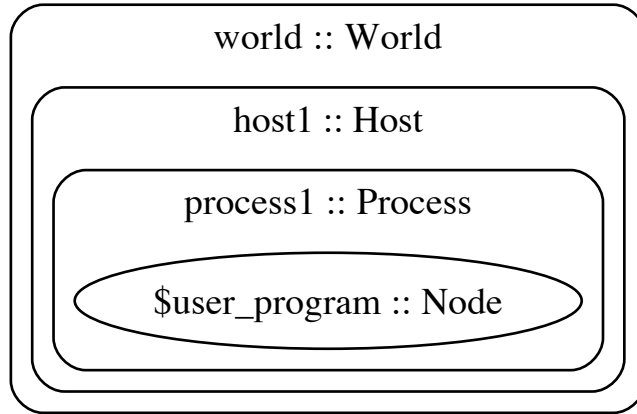 world :: World
host1 :: Host
process1 :: Process
$user_program :: Node